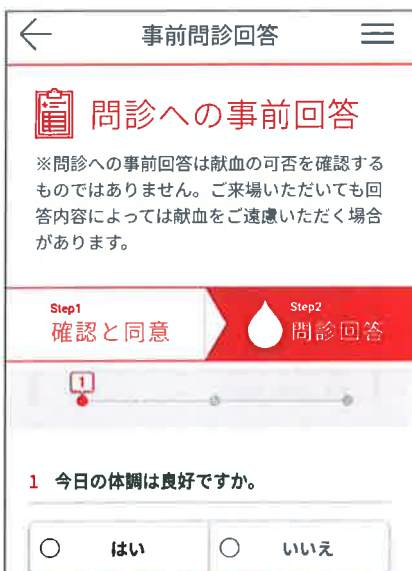 事前問診回答
問診への事前回答
※問診への事前回答は献血の可否を確認する
ものではありません。ご来場いただいても回
答内容によっては献血をご遠慮いただく場合
があります。
Step1
確認と同意
Step2
問診回答
1
1 今日の体調は良好ですか。
はい
いいえ